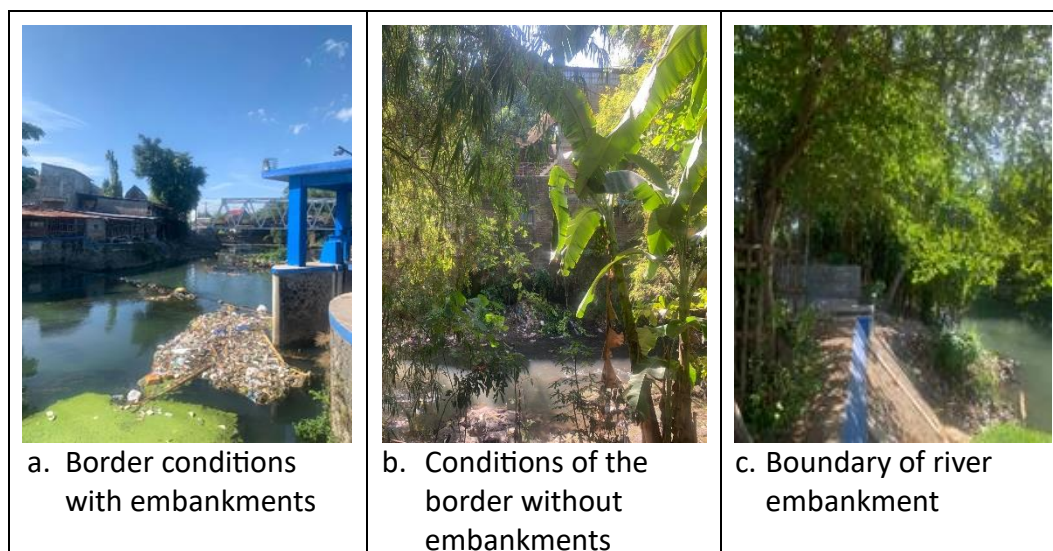 a. Border conditions
with embankments
b. Conditions of the
border without
embankments
c. Boundary of river
embankment